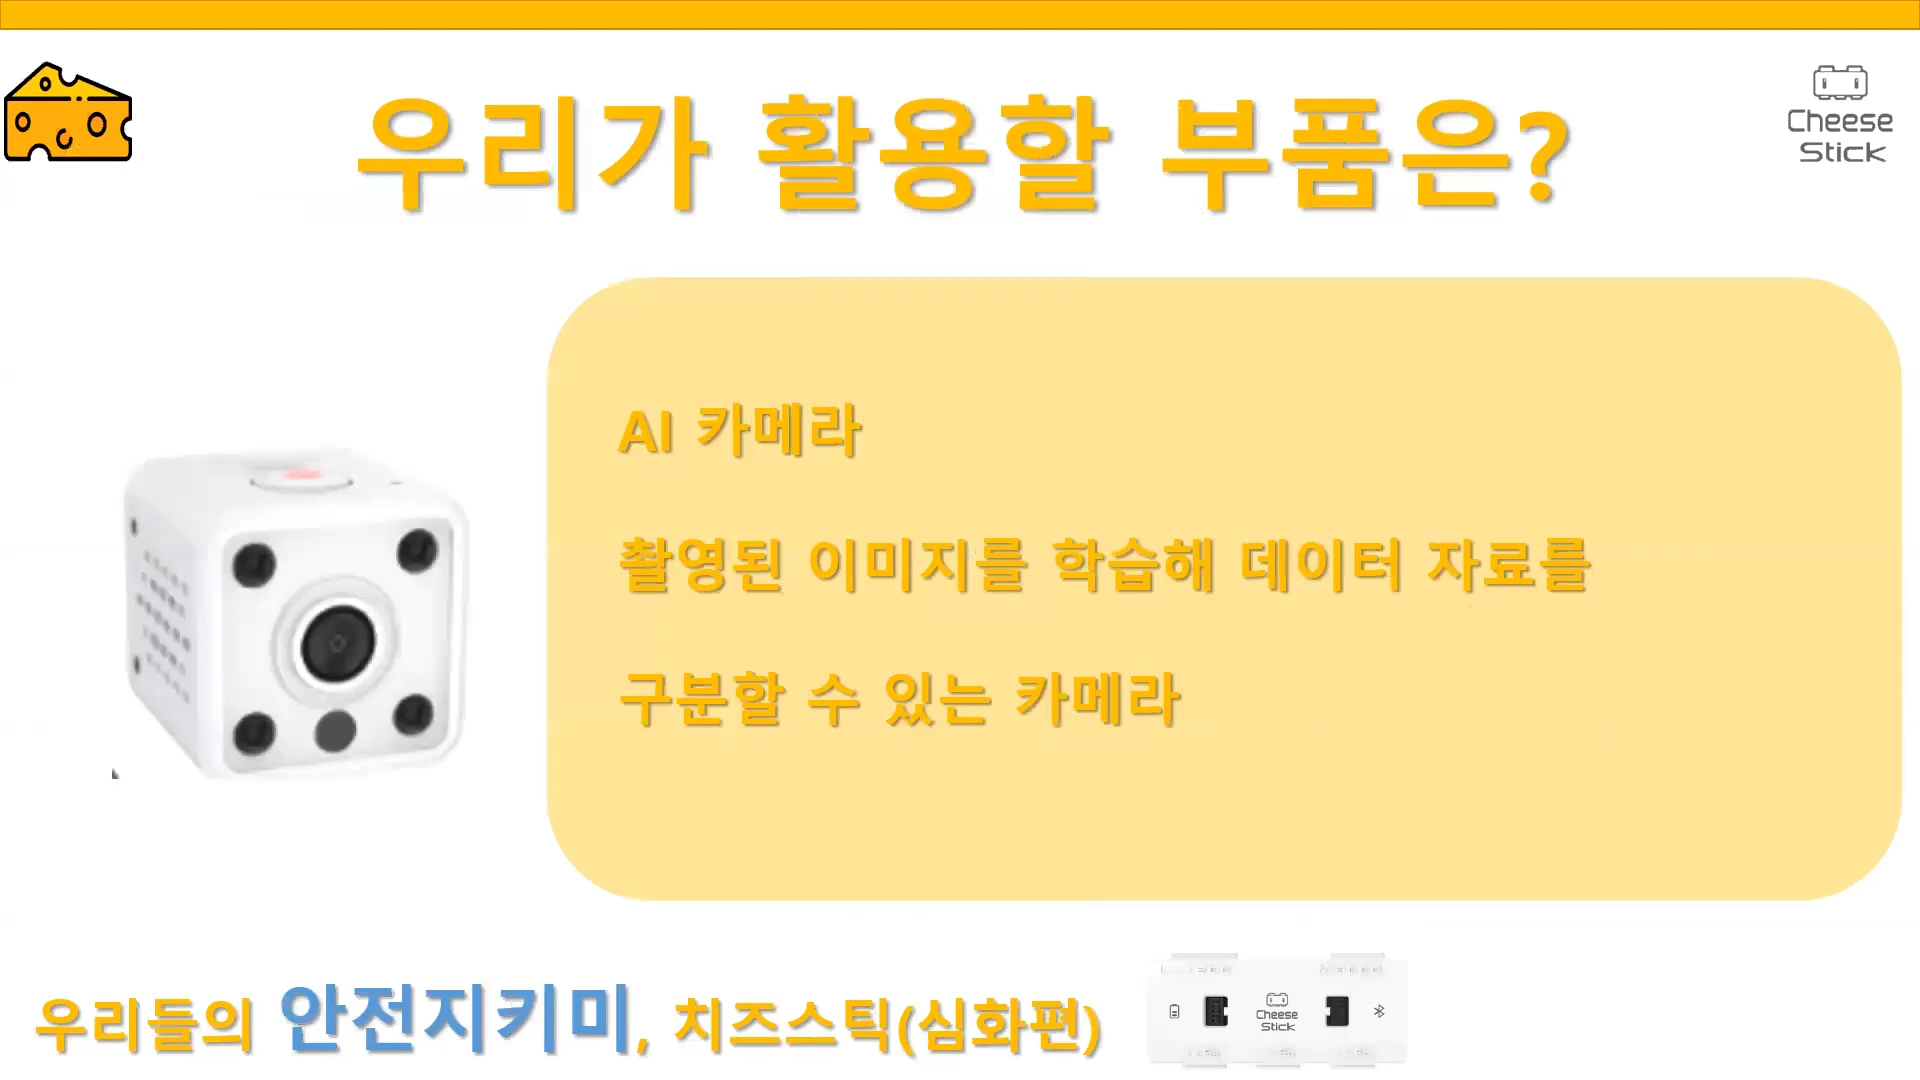 우리가 활용할 부품은?
Cheese
Stick
AI 카메라
촬영된 이미지를 학습해 데이터 자료를
구분할 수 있는 카메라
우리들의 안전지키미, 치즈스틱(심화편)
Cheese
Stick